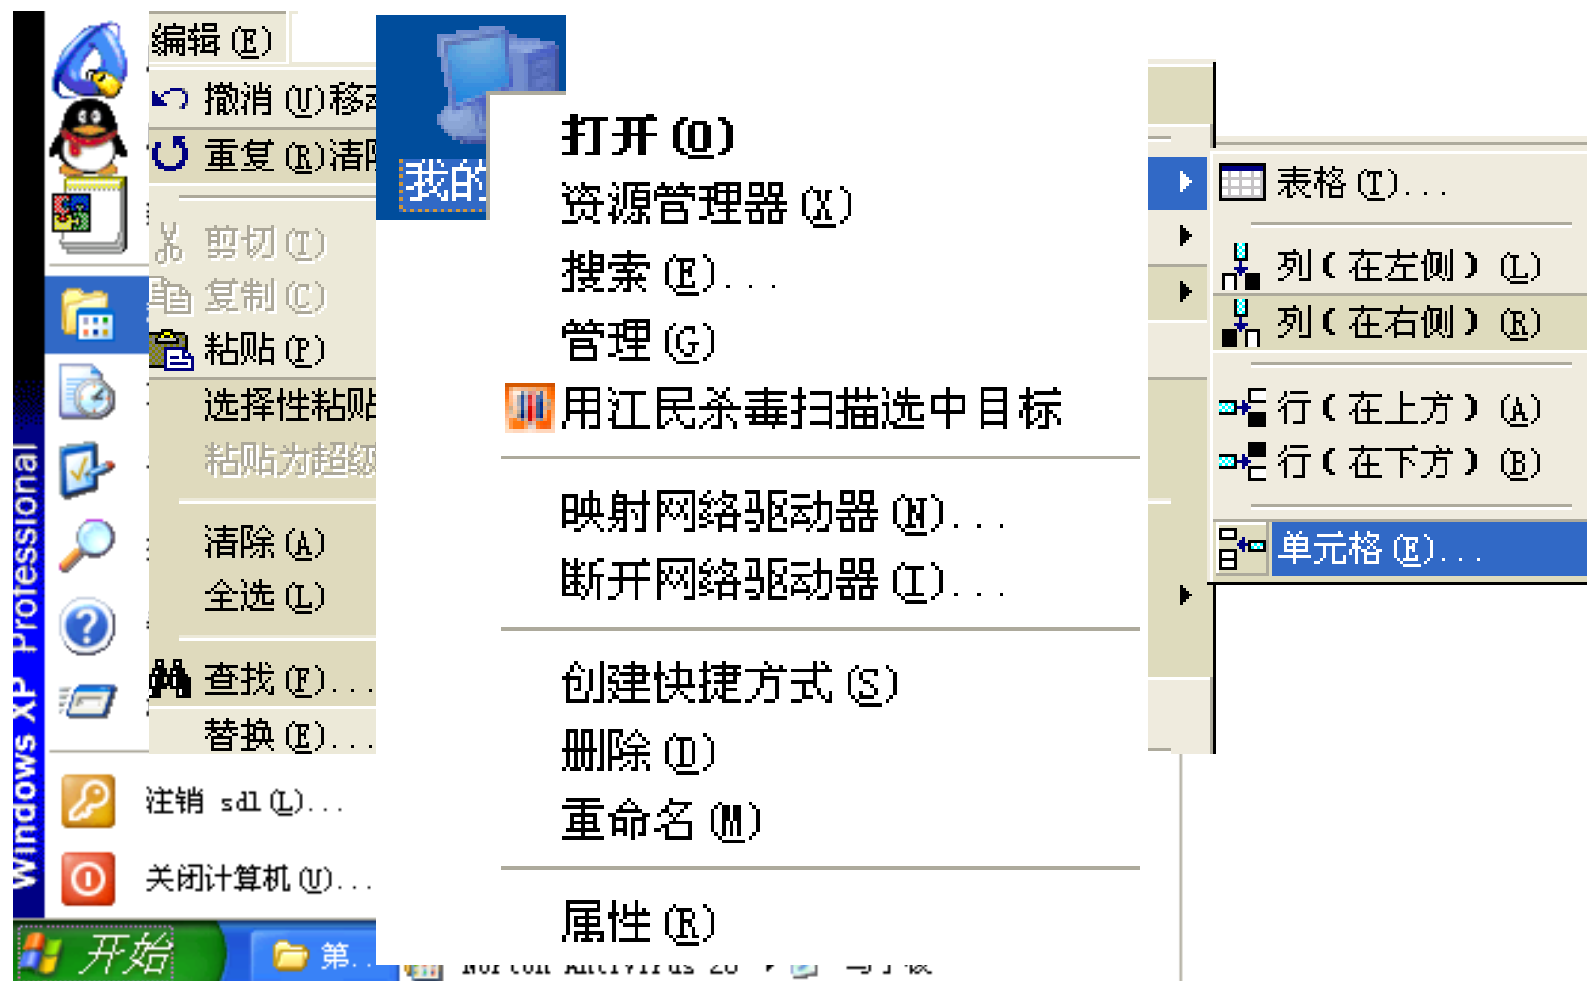 编辑(E)
撤消(U)移
重复(R)清
剪切(T)
复制(C)
粘贴(P)
选择性粘贴
粘贴为超级
清除(A)
全选(L)
查找(F)...
替换(E)...
Windows XP Professional
注销 sdl(L)...
关闭计算机(U)...
开始
第...
我的
打开(O)
资源管理器(X)
搜索(E)...
管理(G)
用江民杀毒扫描选中目标
映射网络驱动器(N)...
断开网络驱动器(I)...
创建快捷方式(S)
删除(D)
重命名(M)
属性(R)
Norton AntiVirus 20
表格(T)...
列(在左侧)(L)
列(在右侧)(R)
行(在上方)(A)
行(在下方)(B)
单元格(E)...